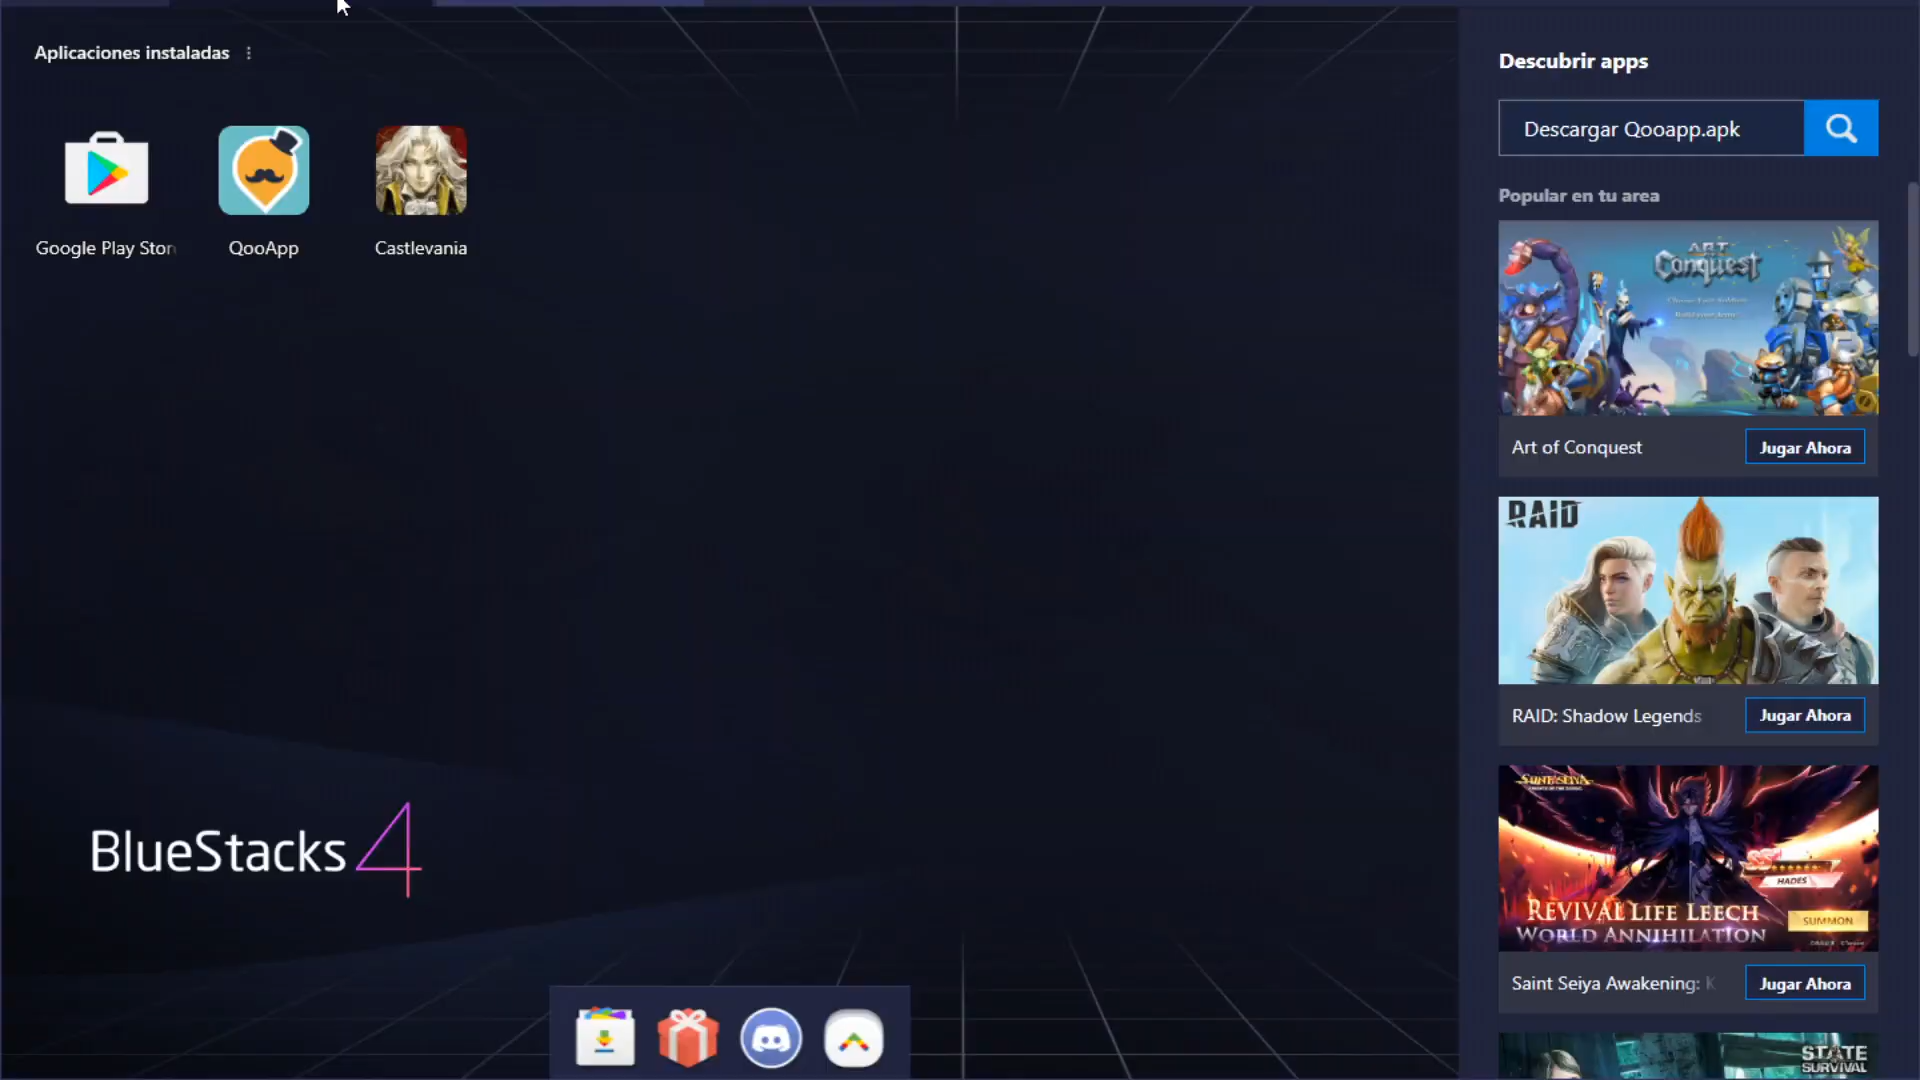 Aplicaciones instaladas
Google Play Stor
QooApp
Castlevania
BlueStacks 4
Descubrir apps
Descargar Qooapp.apk
Popular en tu area
ART
Conquest
Art of Conquest
Jugar Ahora
RAID
RAID: Shadow Legends
Jugar Ahora
SAINT SEIYA
HADES
REVIVAL LIFE LEECH
WORLD ANNIHILATION
SUMMON
Saint Seiya Awakening: K
Jugar Ahora
STATE
SURVIVAL